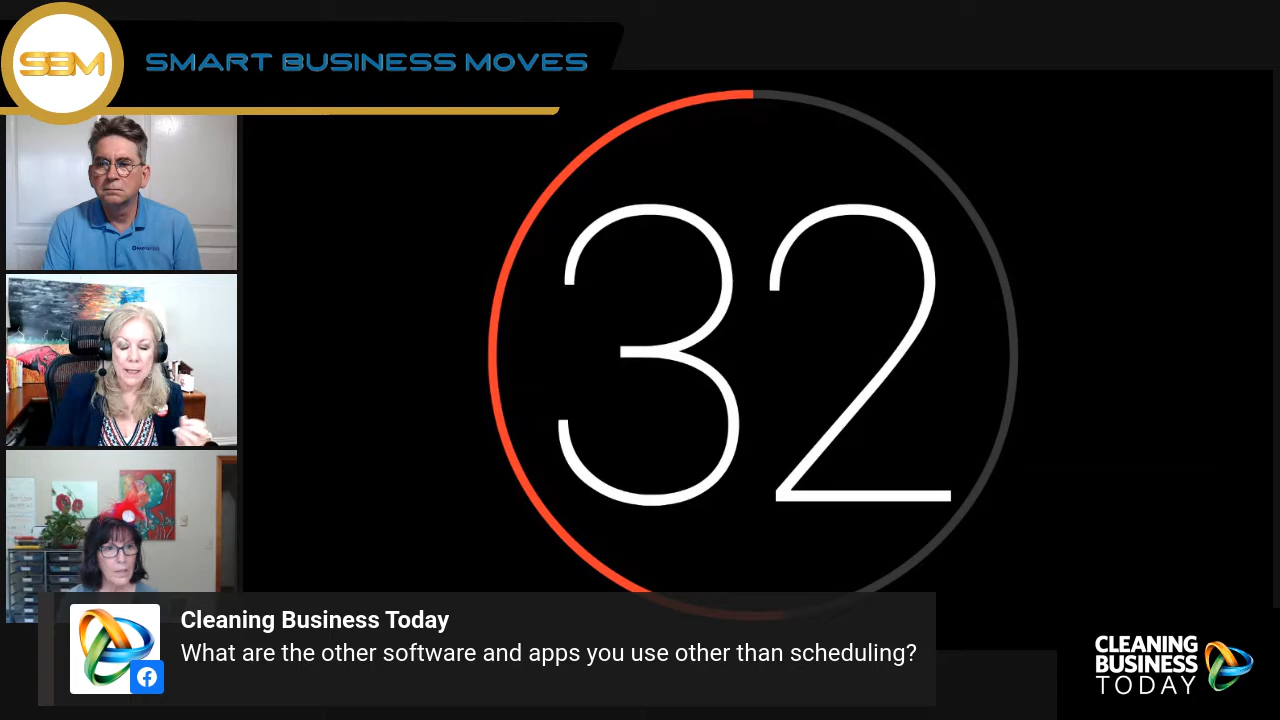 SBM
SMART BUSINESS MOVES
32
Cleaning Business Today
What are the other software and apps you use other than scheduling?
CLEANING
BUSINESS
TODAY